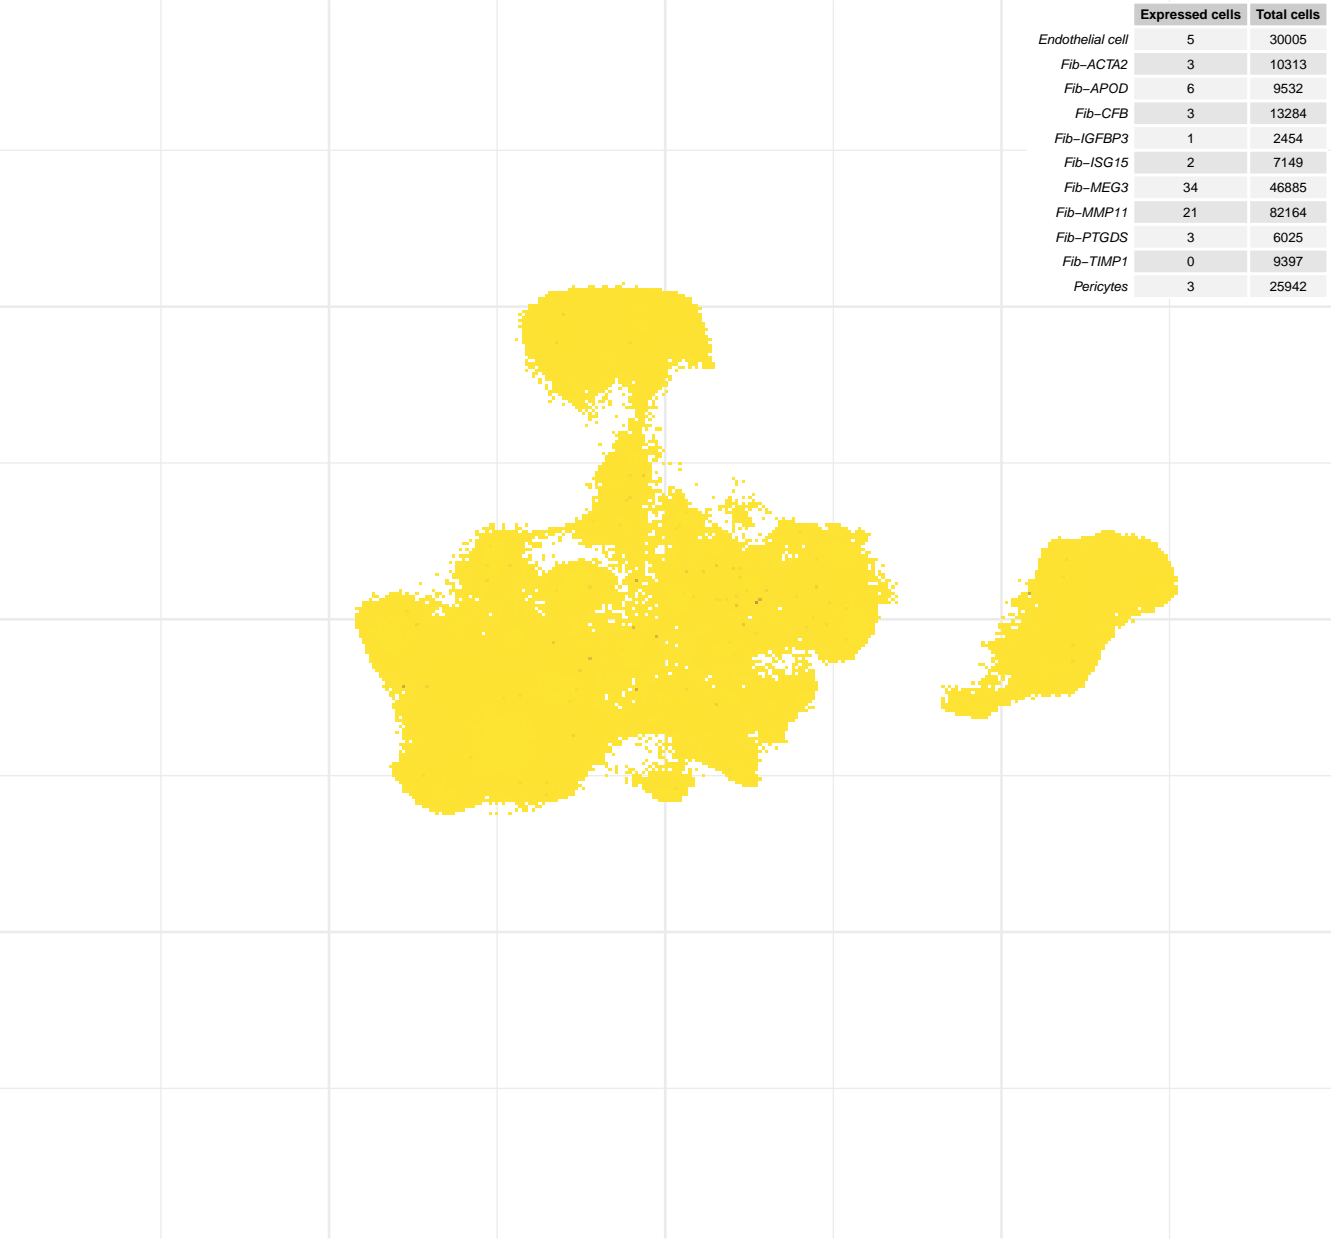 Expressed cells Total cells
Endothelial cell 5 30005
Fib−ACTA2 3 10313
Fib−APOD 6 9532
Fib−CFB 3 13284
Fib−IGFBP3 1 2454
Fib−ISG15 2 7149
Fib−MEG3 34 46885
Fib−MMP11 21 82164
Fib−PTGDS 3 6025
Fib−TIMP1 0 9397
Pericytes 3 25942